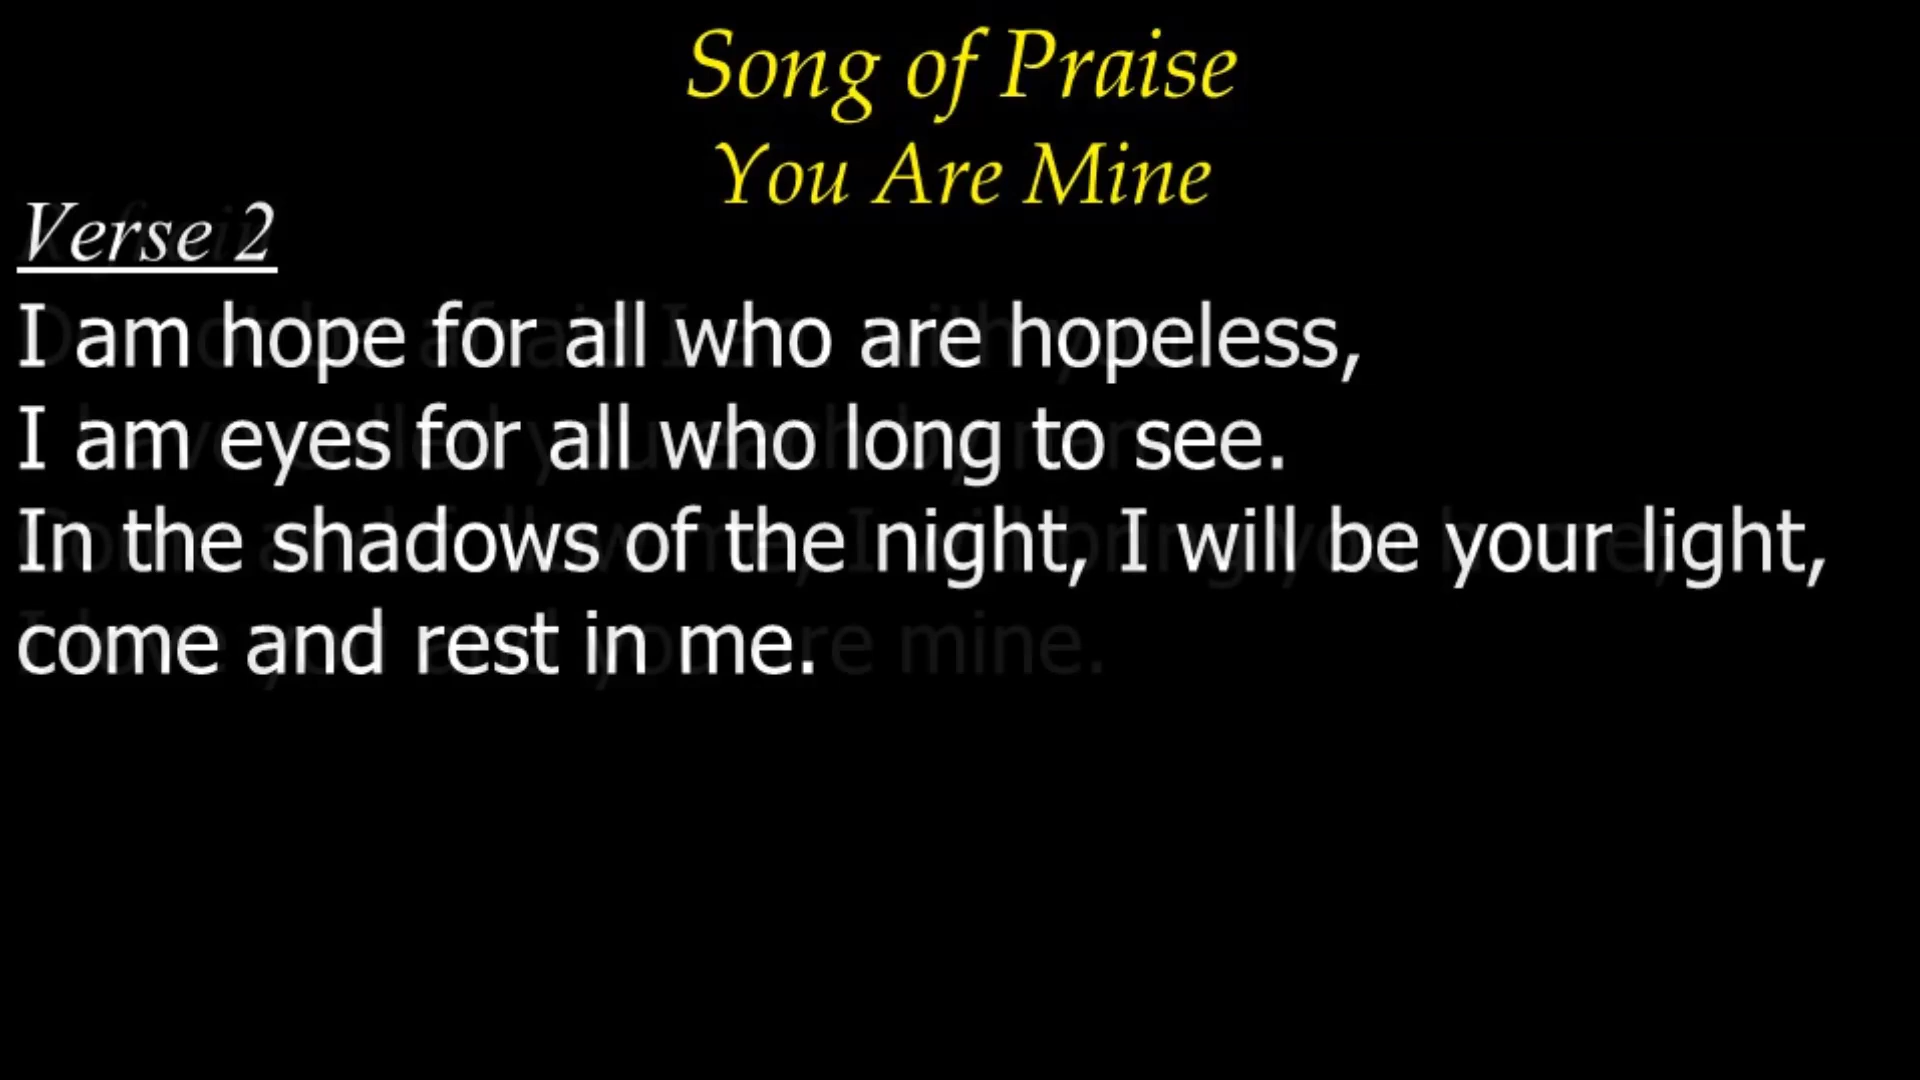 Song of Praise
You Are Mine
Verse 2
I am hope for all who are hopeless,
I am eyes for all who long to see.
In the shadows of the night, I will be your light,
come and rest in me.